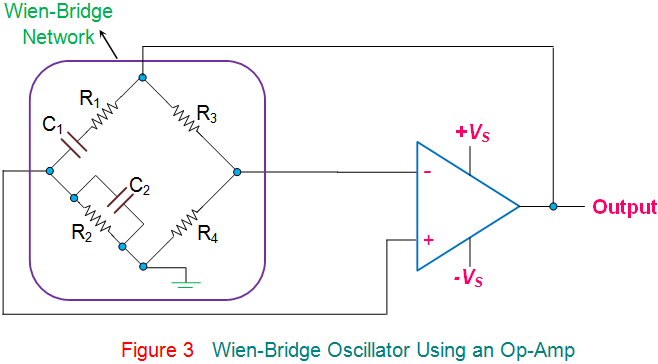 Wien-Bridge
Network
R₁
C₁
R₃
C₂
R₂
R₄
+Vₛ
-
+
-Vₛ
Output
Figure 3 Wien-Bridge Oscillator Using an Op-Amp